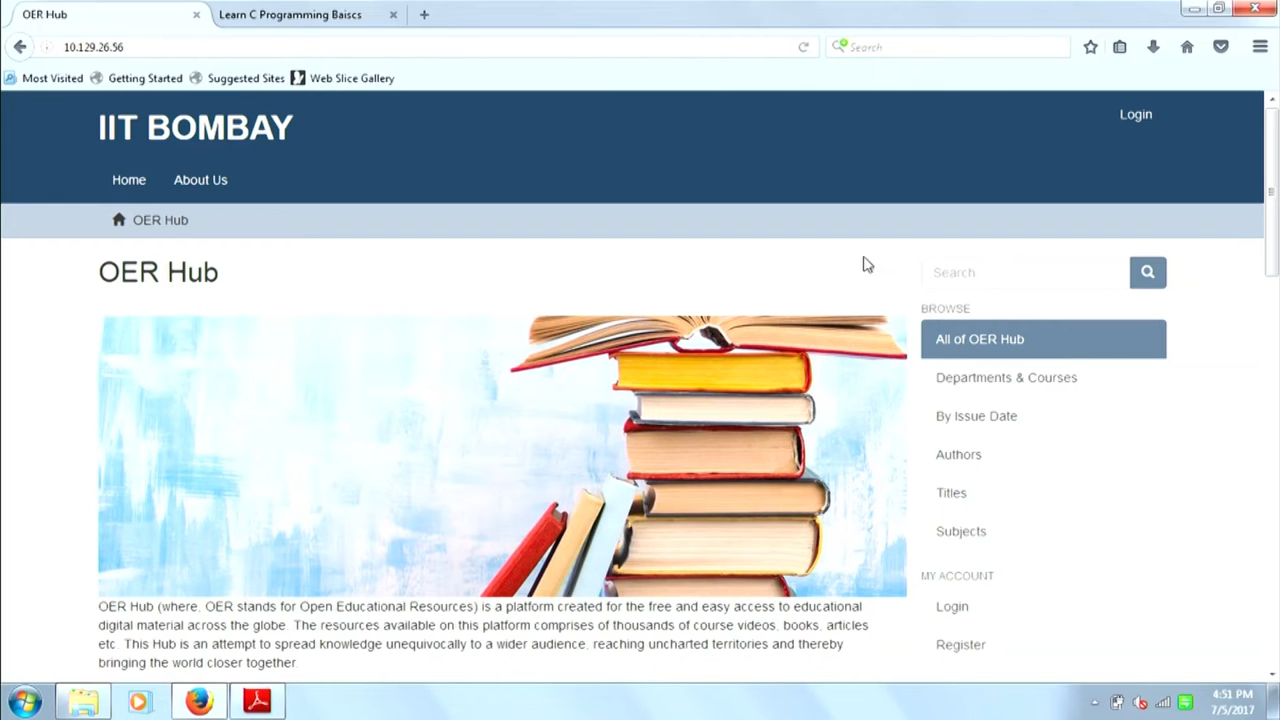 OER Hub
Learn C Programming Baiscs
10.129.26.56
Search
Most Visited
Getting Started
Suggested Sites
Web Slice Gallery
IIT BOMBAY
Login
Home
About Us
OER Hub
OER Hub
Search
BROWSE
All of OER Hub
Departments & Courses
By Issue Date
Authors
Titles
Subjects
MY ACCOUNT
Login
Register
OER Hub (where, OER stands for Open Educational Resources) is a platform created for the free and easy access to educational
digital material across the globe. The resources available on this platform comprises of thousands of course videos, books, articles
etc. This Hub is an attempt to spread knowledge unequivocally to a wider audience, reaching uncharted territories and thereby
bringing the world closer together.
4:51 PM
7/5/2017